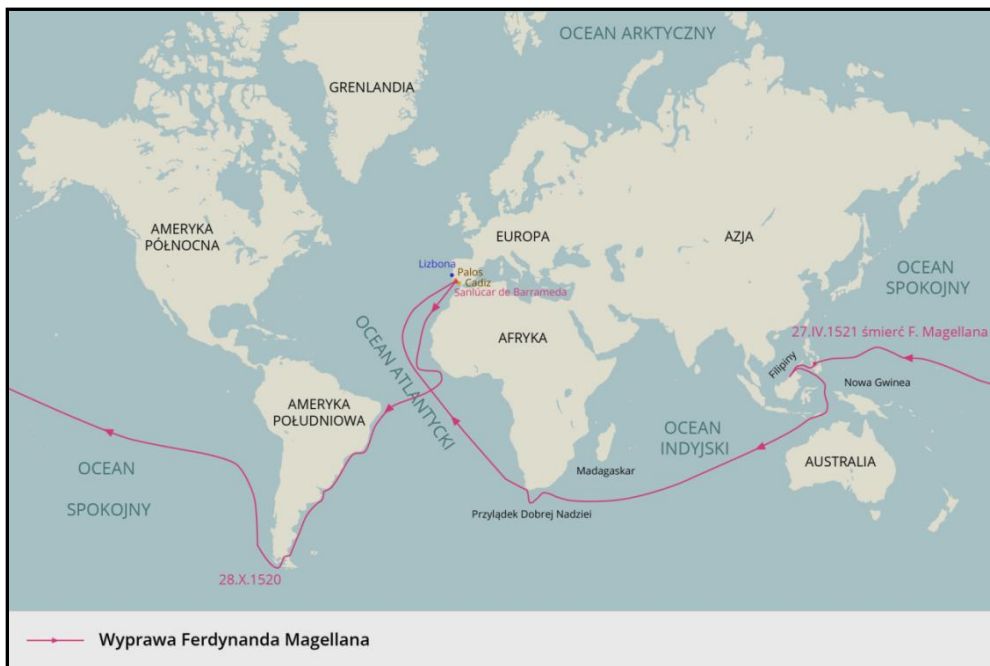 OCEAN ARKTYCZNY
GRENLANDIA
AMERYKA
PÓŁNOCNA
EUROPA
AZJA
Lizbona
Palos
Cadiz
Sanlúcar de Barrameda
OCEAN
SPOKOJNY
27.IV.1521 śmierć F. Magellana
AFRYKA
OCEAN ATLANTYCKI
Filipiny
Nowa Gwinea
AMERYKA
POŁUDNIOWA
OCEAN
INDYJSKI
Madagaskar
AUSTRALIA
OCEAN
SPOKOJNY
Przylądek Dobrej Nadziei
28.X.1520
Wyprawa Ferdynanda Magellana